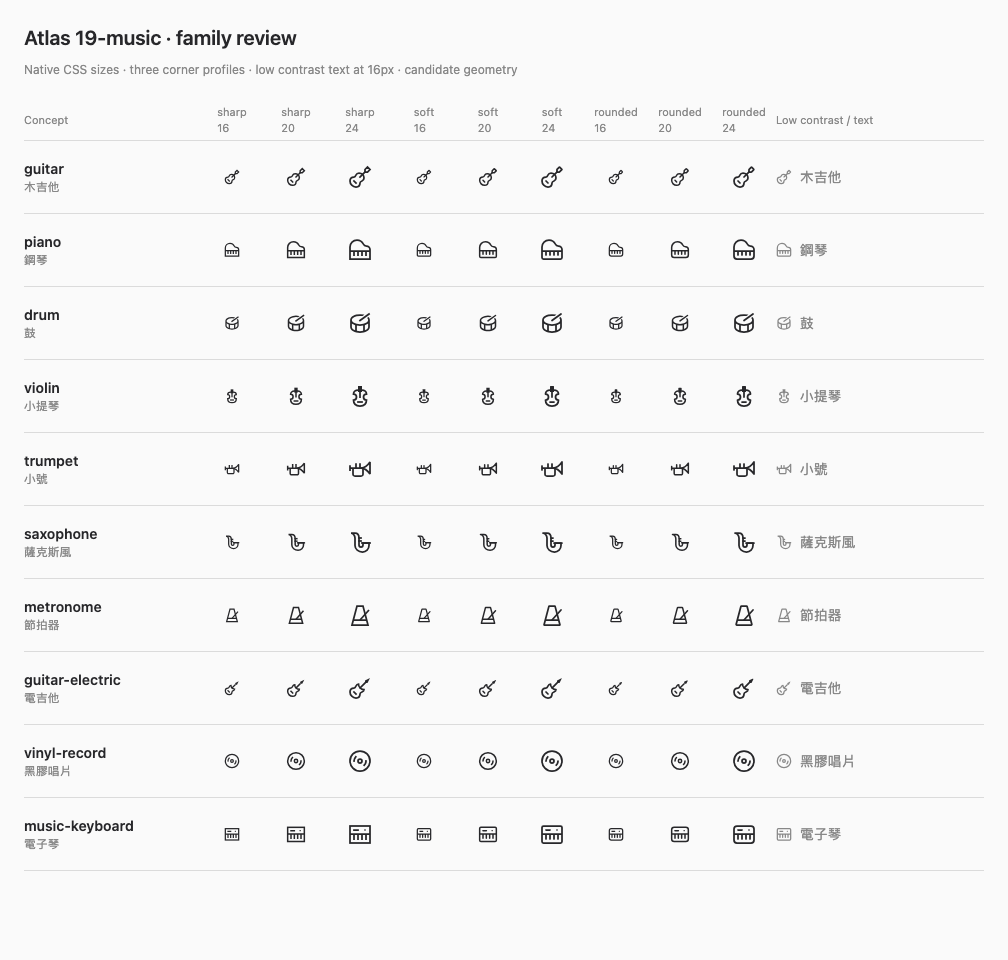 Atlas 19-music · family review
Native CSS sizes · three corner profiles · low contrast text at 16px · candidate geometry
Concept sharp 16 sharp 20 sharp 24 soft 16 soft 20 soft 24 rounded 16 rounded 20 rounded 24 Low contrast / text
guitar
木吉他
木吉他
piano
鋼琴
鋼琴
drum
鼓
鼓
violin
小提琴
小提琴
trumpet
小號
小號
saxophone
薩克斯風
薩克斯風
metronome
節拍器
節拍器
guitar-electric
電吉他
電吉他
vinyl-record
黑膠唱片
黑膠唱片
music-keyboard
電子琴
電子琴